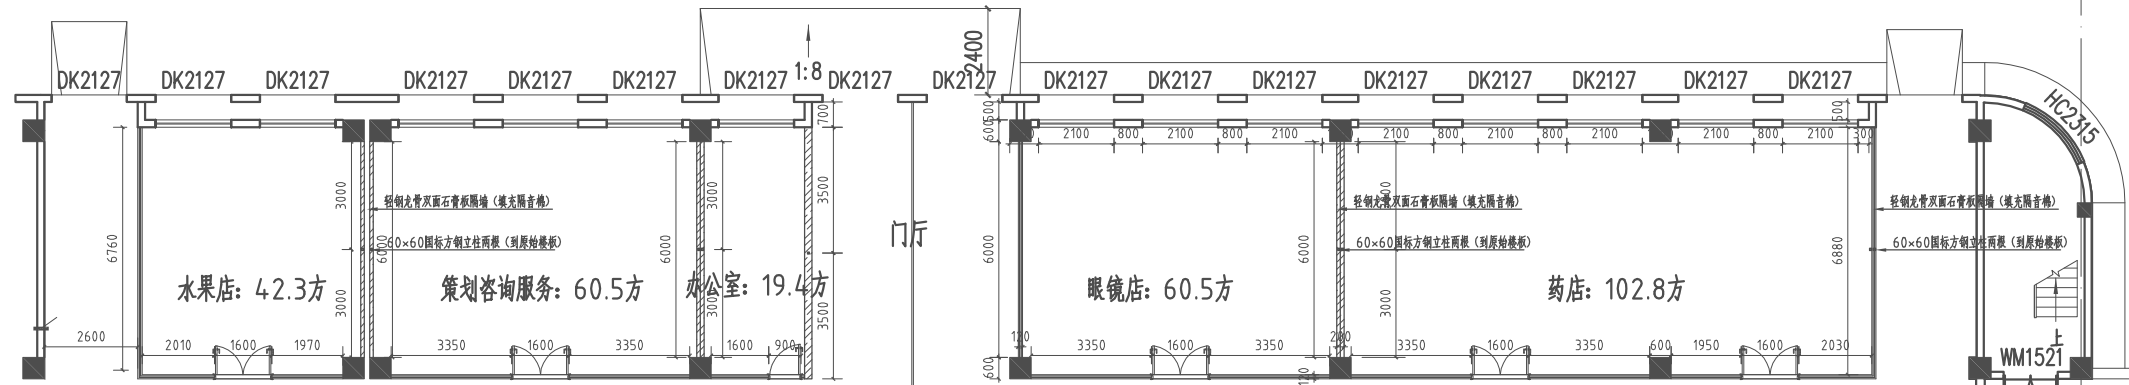 2400
1:8
DK2127 DK2127 DK2127 DK2127 DK2127 DK2127 DK2127 DK2127 DK2127 DK2127 DK2127 DK2127 DK2127 DK2127 DK2127 DK2127 DK2127
HC2315
700
500
600
500
2100 800 2100 800 2100 2100 800 2100 800 2100 2100 800 2100 300
3000 3000 3500 3000
轻钢龙骨双面石膏板隔墙（填充隔音棉） 轻钢龙骨双面石膏板隔墙（填充隔音棉） 轻钢龙骨双面石膏板隔墙（填充隔音棉）
60×60国标方钢立柱两根（到原始楼板） 60×60国标方钢立柱两根（到原始楼板） 60×60国标方钢立柱两根（到原始楼板）
6760 6000 6000 6000 6000 6880
门厅
水果店：42.3方 策划咨询服务：60.5方 办公室：19.4方 眼镜店：60.5方 药店：102.8方
3000 3000 3500 3000
2600
2010 1600 1970 3350 1600 3350 1600 900 120 3350 1600 3350 200 3350 1600 3350 600 1950 1600 2030
600
120
上
WM1521